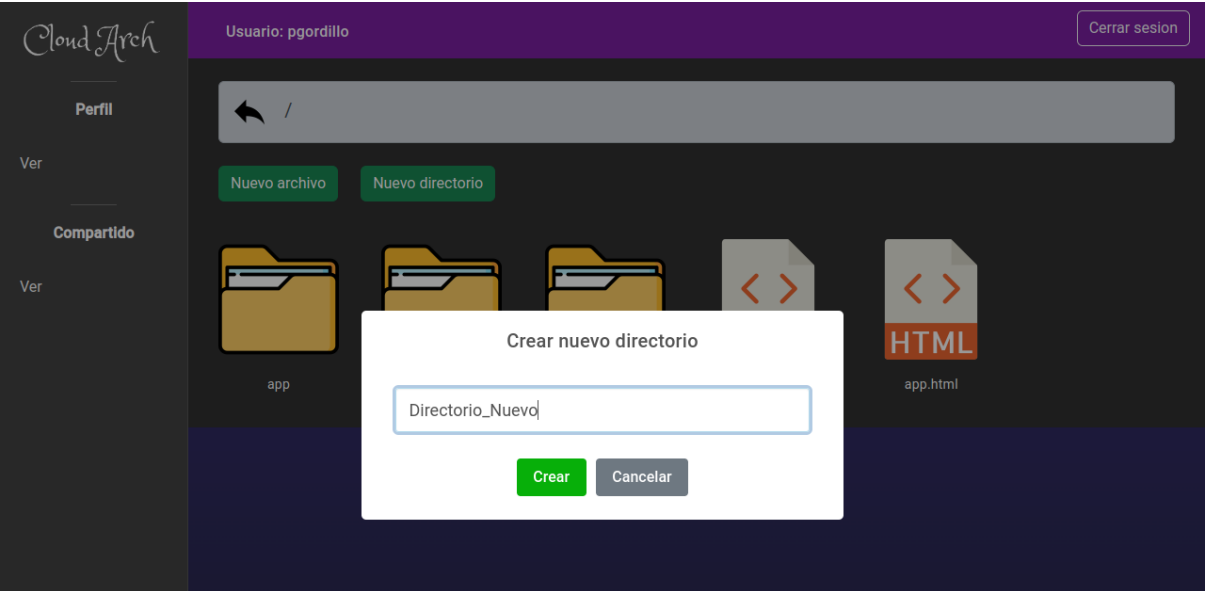 Cloud Arch
Usuario: pgordillo
Cerrar sesion
Perfil
Ver
Compartido
Ver
/
Nuevo archivo
Nuevo directorio
HTML
app
app.html
Crear nuevo directorio
Directorio_Nuevo
Crear
Cancelar